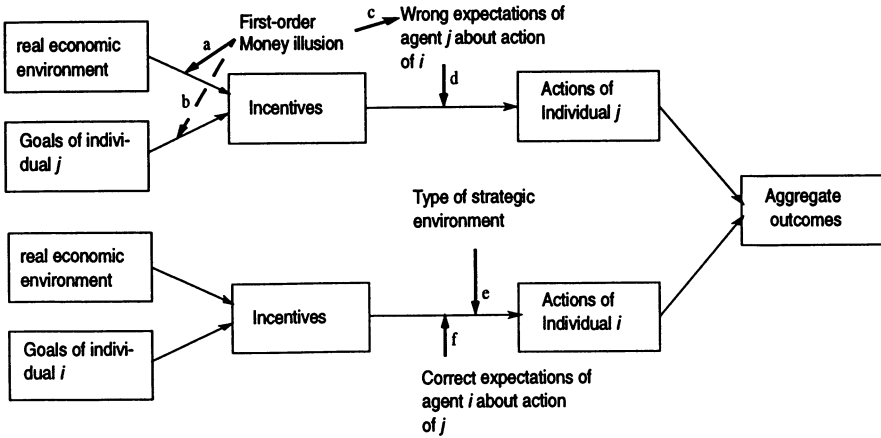 First-order
Money illusion
c
Wrong expectations of
agent j about action
of i
real economic
environment
a
b
d
Incentives
Actions of
Individual j
Goals of indivi-
dual j
Type of strategic
environment
Aggregate
outcomes
real economic
environment
e
Incentives
Actions of
Individual i
f
Goals of indivi-
dual i
Correct expectations of
agent i about action
of j